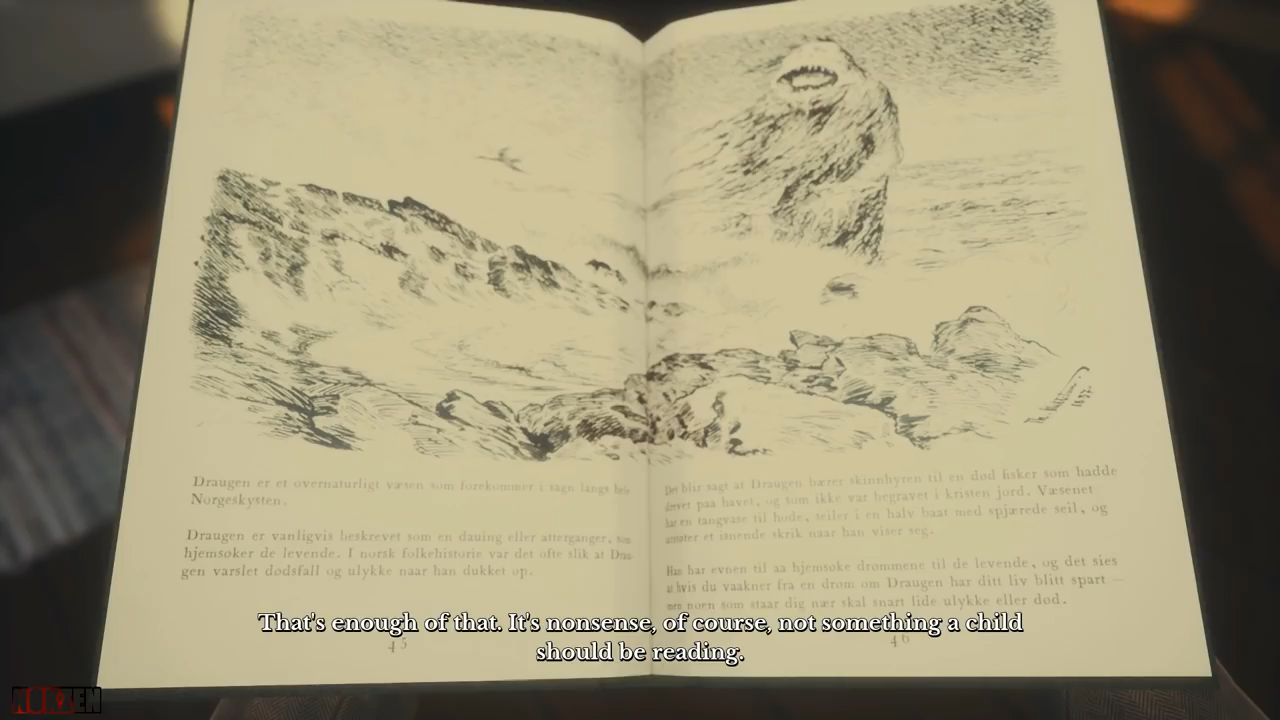 Draugen er et overnaturligt væsen som forekommer i sagn langs hele
Norgeskysten.
Draugen er vanligvis beskrevet som en dauing eller atterganger, som
hjemsøker de levende. I norsk folkehistorie var det ofte slik at Drau-
gen varslet dødsfall og ulykke naar han dukket op.
45
Det blir sagt at Draugen bærer skinnhyren til en død fisker som hadde
drevet paa havet, og som ikke var begravet i kristen jord. Væsenet
har en tangvase til hode, seiler i en halv baat med spjærede seil, og
et isnende skrik naar han viser seg.
Han har evnen til aa hjemsøke drømmene til de levende, og det sies
at hvis du vaakner fra en drøm om Draugen har ditt liv blitt spart —
men noen som staar dig nær skal snart lide ulykke eller død.
46
That's enough of that. It's nonsense, of course, not something a child
should be reading.